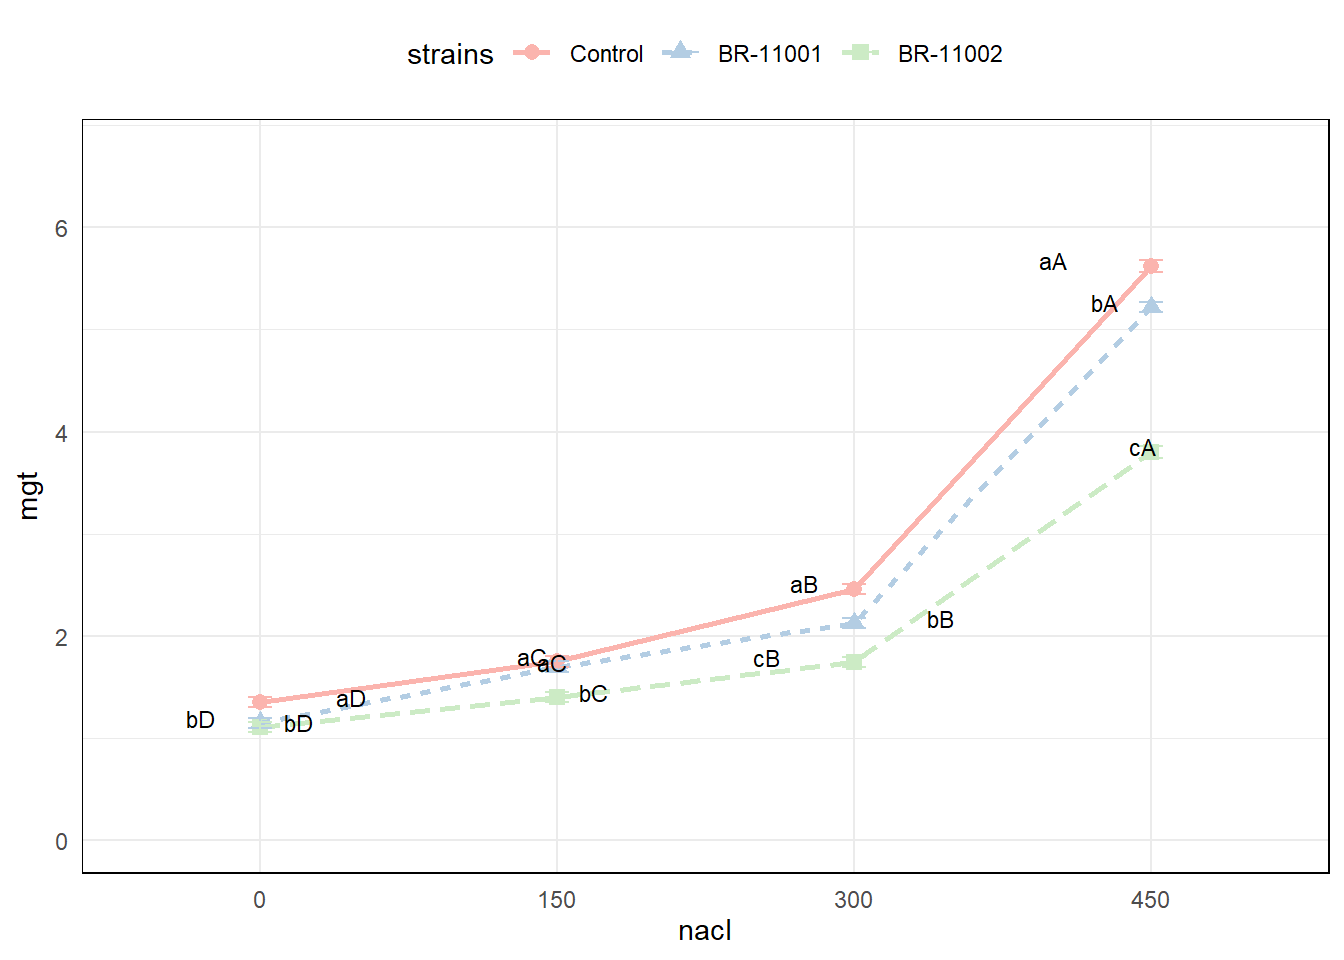 strains Control BR-11001 BR-11002
6
aA
bA
4
cA
mgt
aB
2
bB
aC
aC
cB
bC
aD
bD
bD
0
0 150 300 450
nacl